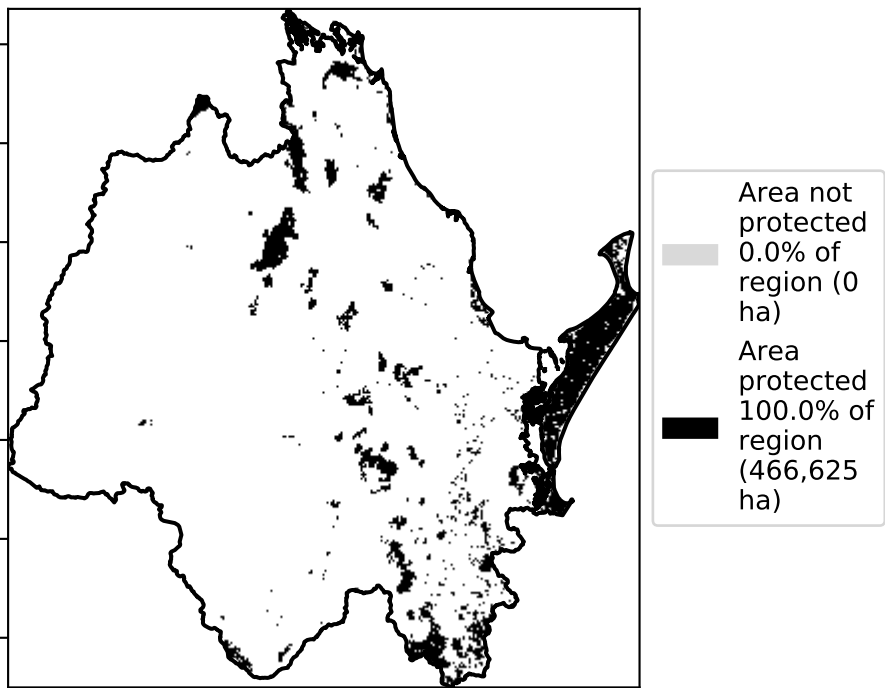 Area not
protected
0.0% of
region (0
ha)
Area
protected
100.0% of
region
(466,625
ha)